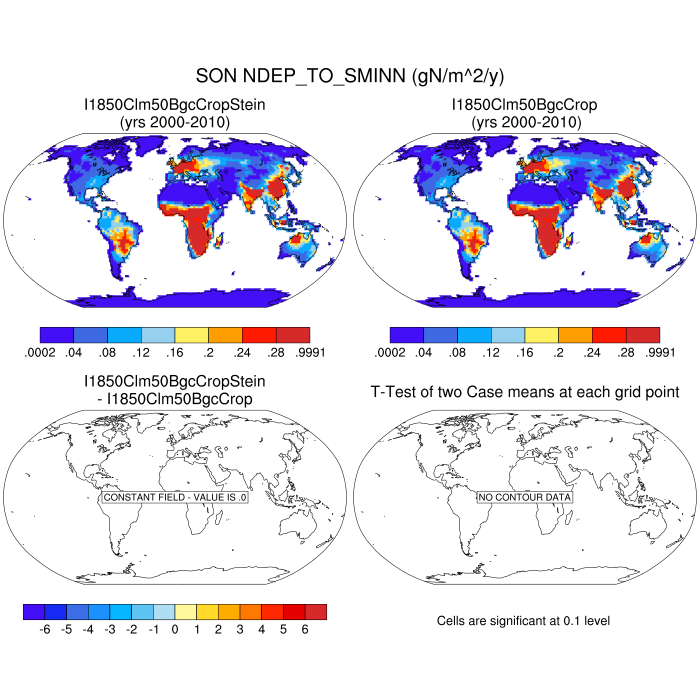 SON NDEP_TO_SMINN (gN/m^2/y)
I1850Clm50BgcCropStein
(yrs 2000-2010)
I1850Clm50BgcCrop
(yrs 2000-2010)
.0002 .04 .08 .12 .16 .2 .24 .28 .9991
.0002 .04 .08 .12 .16 .2 .24 .28 .9991
I1850Clm50BgcCropStein
- I1850Clm50BgcCrop
T-Test of two Case means at each grid point
CONSTANT FIELD - VALUE IS .0
NO CONTOUR DATA
-6 -5 -4 -3 -2 -1 0 1 2 3 4 5 6
Cells are significant at 0.1 level